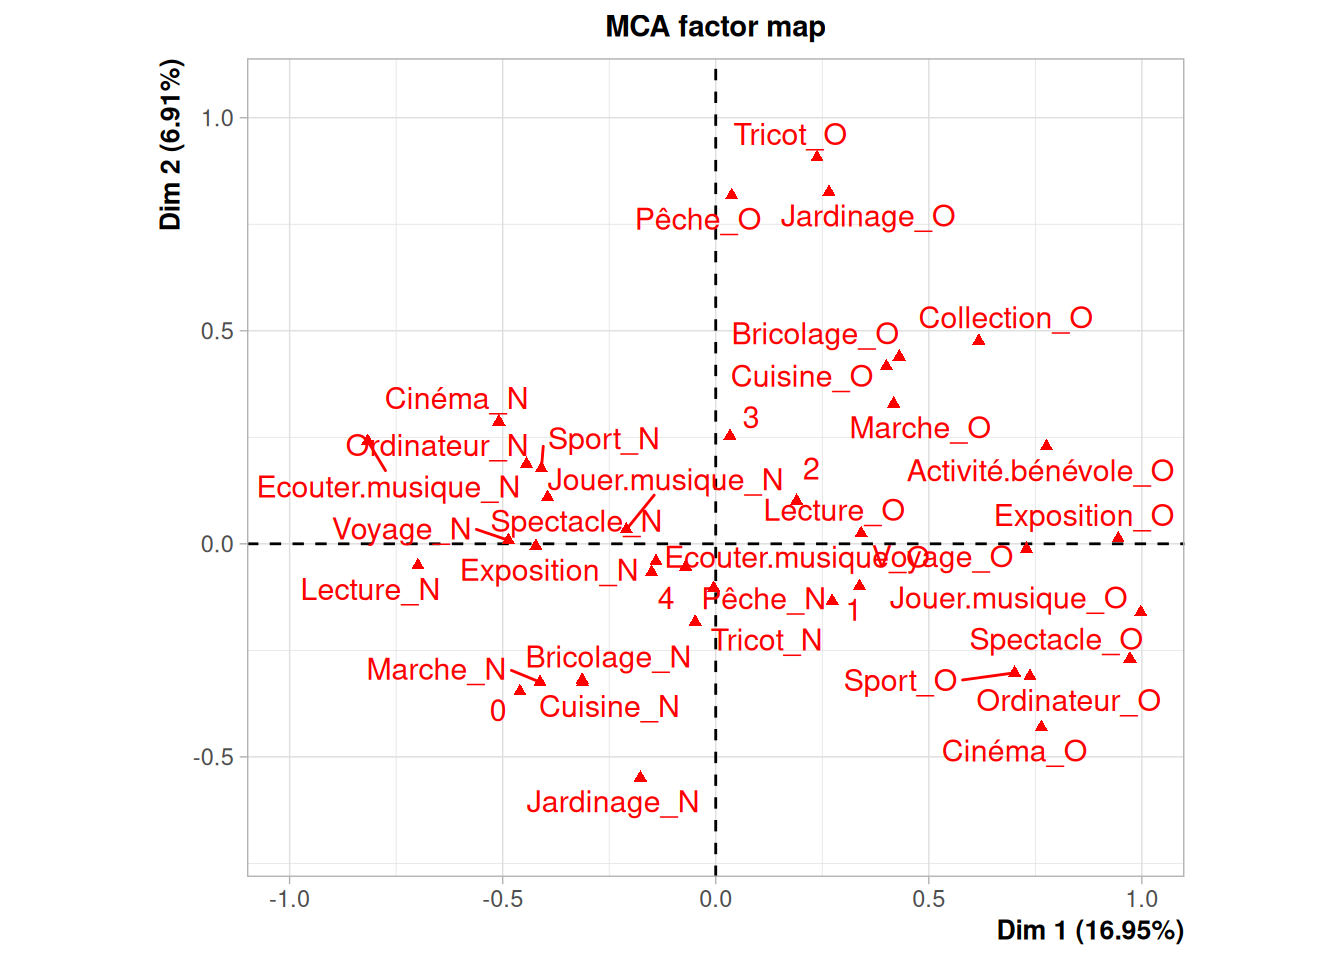 MCA factor map
Dim 2 (6.91%)
1.0
0.5
0.0
-0.5
Tricot_O
Pêche_O
Jardinage_O
Collection_O
Bricolage_O
Cuisine_O
Cinéma_N
3
Marche_O
Ordinateur_N
Sport_N
2
Activité.bénévole_O
Ecouter.musique_N
Jouer.musique_N
Lecture_O
Exposition_O
Voyage_N
Spectacle_N
Ecouter.musique_O
Voyage_O
Exposition_N
Lecture_N
4
Pêche_N
1
Jouer.musique_O
Tricot_N
Spectacle_O
Bricolage_N
Marche_N
Sport_O
0
Cuisine_N
Ordinateur_O
Cinéma_O
Jardinage_N
-1.0
-0.5
0.0
0.5
1.0
Dim 1 (16.95%)